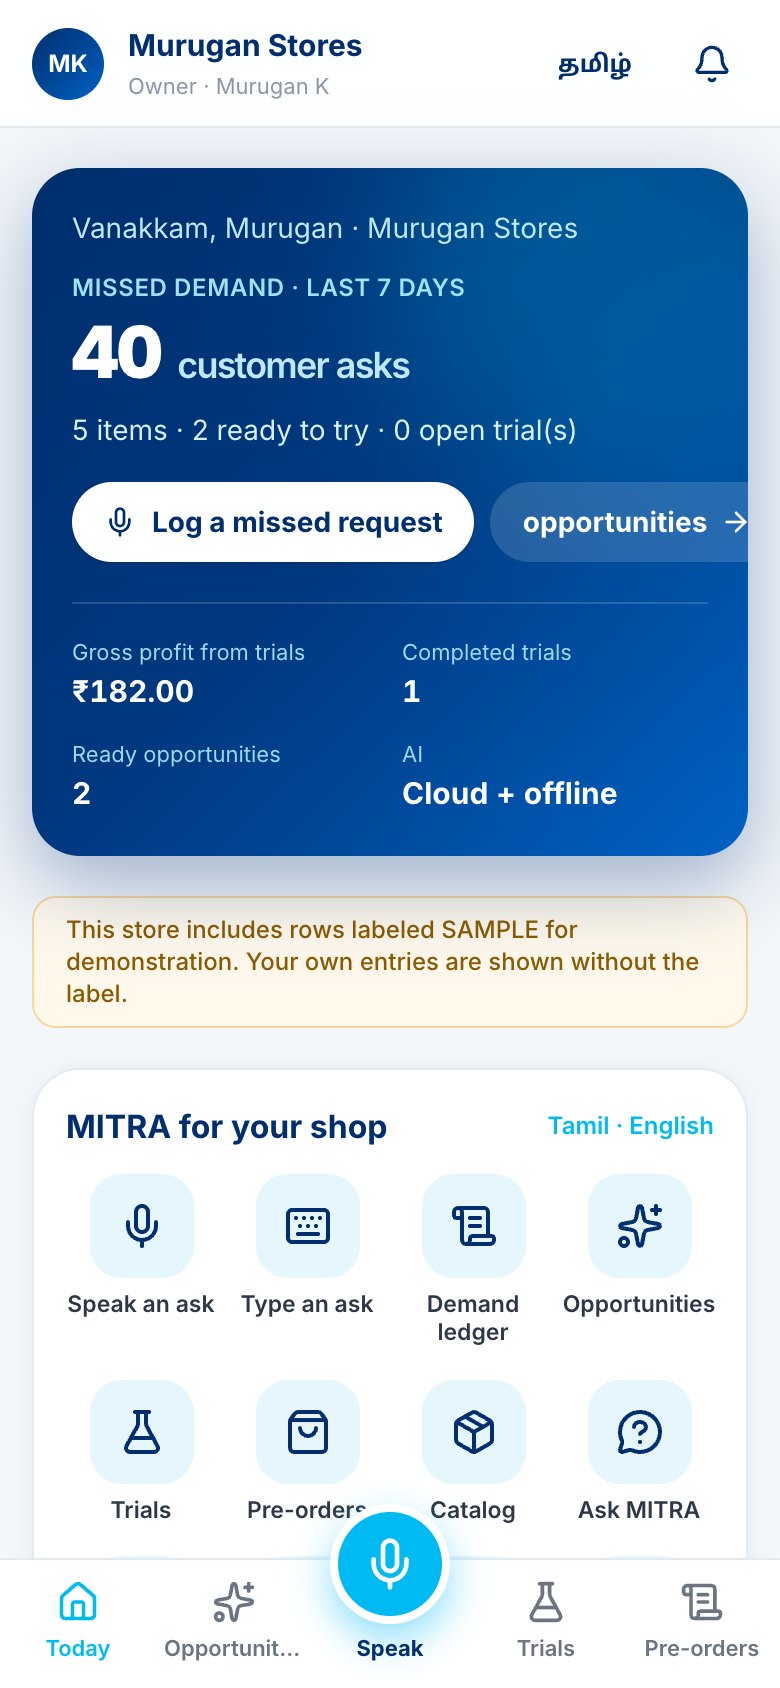 MK
Murugan Stores
Owner · Murugan K
தமிழ்
Vanakkam, Murugan · Murugan Stores
MISSED DEMAND · LAST 7 DAYS
40 customer asks
5 items · 2 ready to try · 0 open trial(s)
Log a missed request
opportunities →
Gross profit from trials
₹182.00
Completed trials
1
Ready opportunities
2
AI
Cloud + offline
This store includes rows labeled SAMPLE for
demonstration. Your own entries are shown without the
label.
MITRA for your shop
Tamil · English
Speak an ask
Type an ask
Demand
ledger
Opportunities
Trials
Pre-orders
Catalog
Ask MITRA
Today
Opportunit...
Speak
Trials
Pre-orders